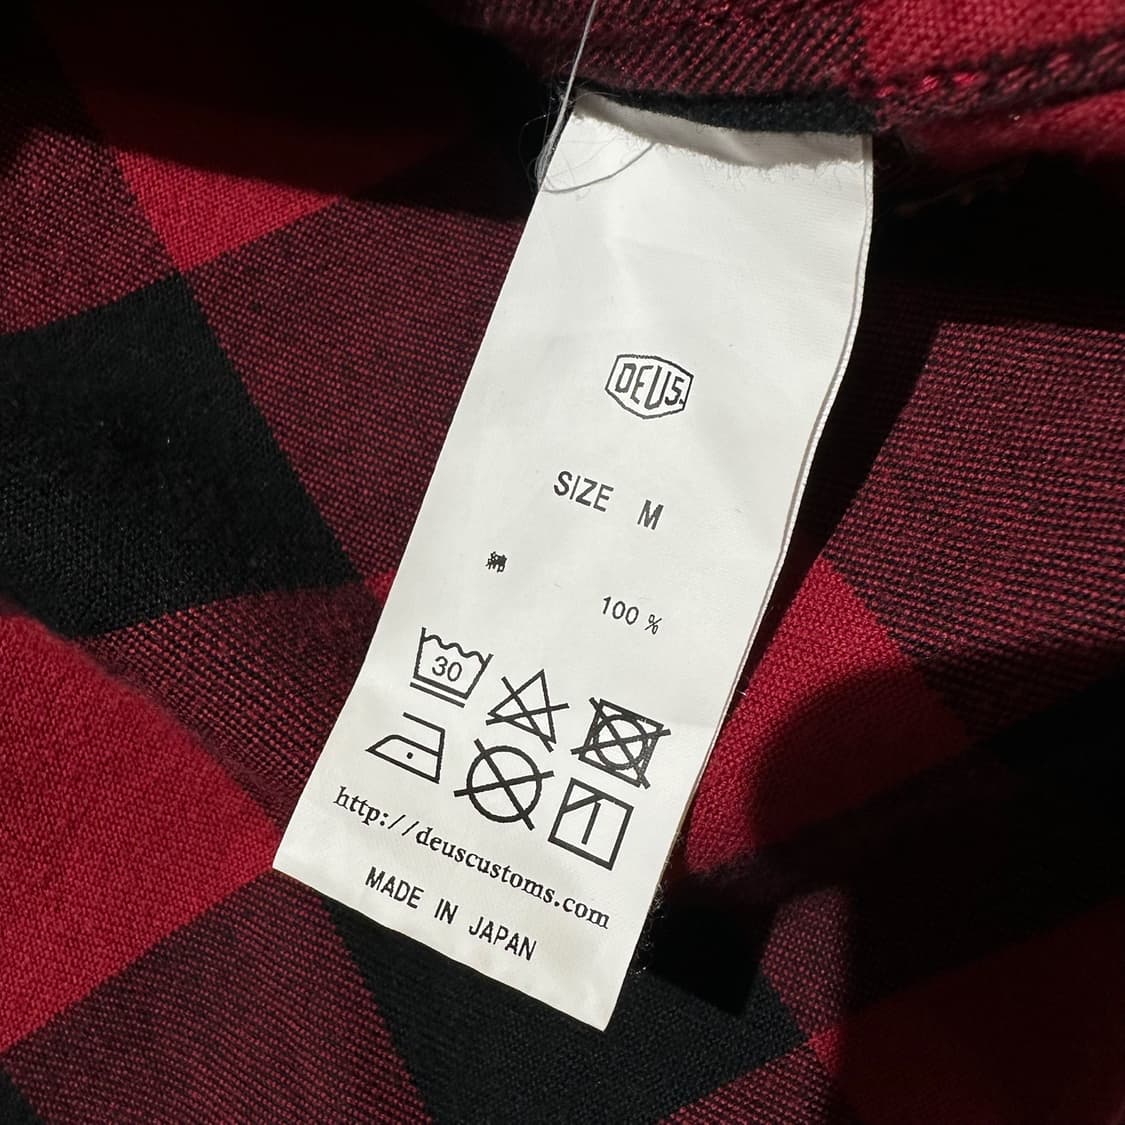 DEUS.
SIZE M
綿 100%
30
http://deuscustoms.com
MADE IN JAPAN